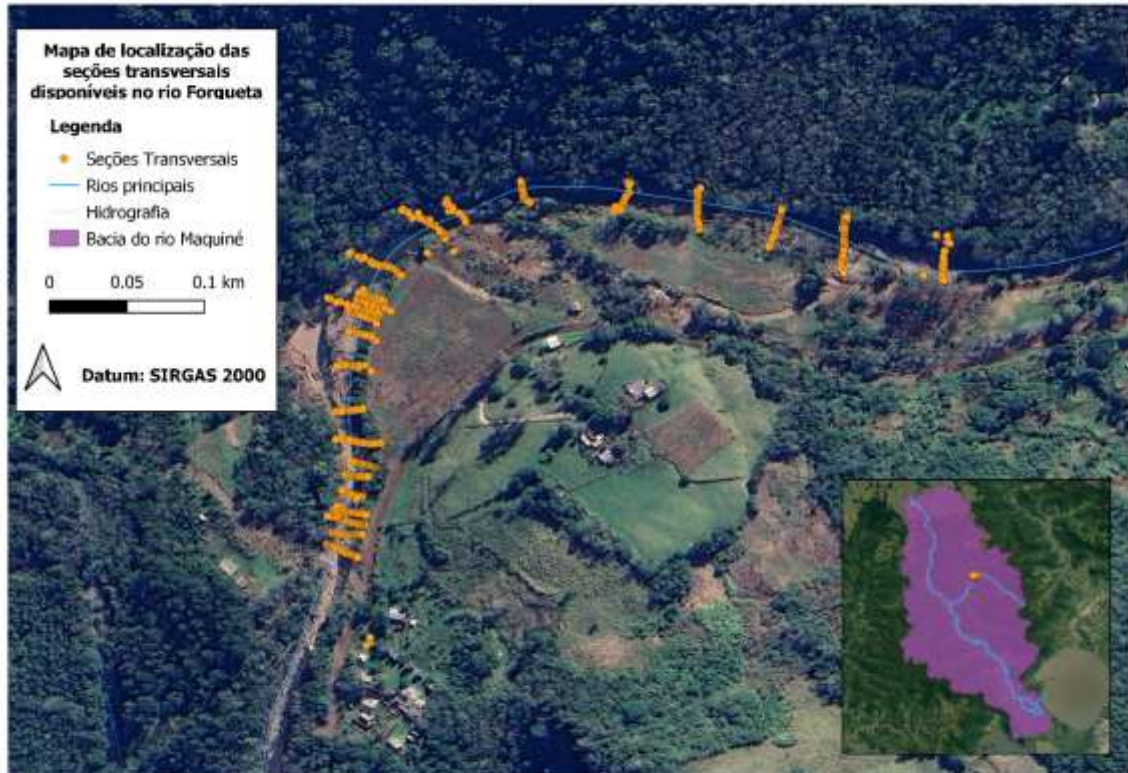 Mapa de localização das
seções transversais
disponíveis no rio Forqueta
Legenda
Seções Transversais
Rios principais
Hidrografia
Bacia do rio Maquiné
0 0.05 0.1 km
Datum: SIRGAS 2000